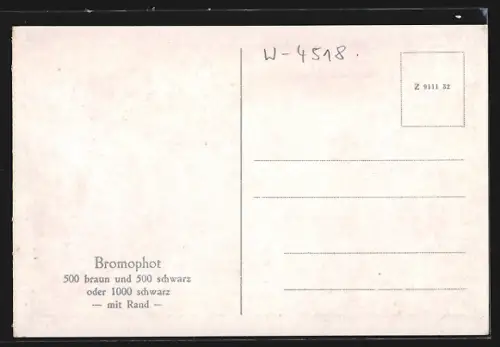 W-4518.
Z 9111 32
Bromophot
500 braun und 500 schwarz
oder 1000 schwarz
— mit Rand —